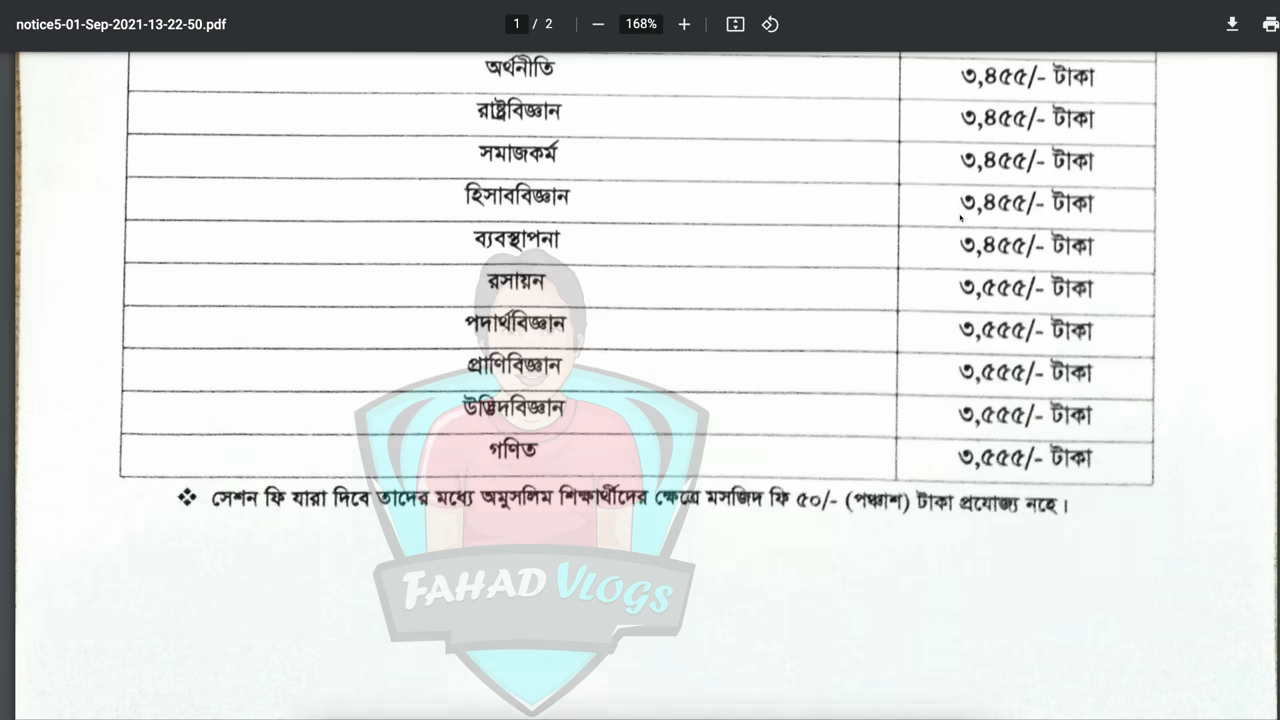 notice5-01-Sep-2021-13-22-50.pdf 1 / 2 168%
অর্থনীতি ৩,৪৫৫/- টাকা
রাষ্ট্রবিজ্ঞান ৩,৪৫৫/- টাকা
সমাজকর্ম ৩,৪৫৫/- টাকা
হিসাববিজ্ঞান ৩,৪৫৫/- টাকা
ব্যবস্থাপনা ৩,৪৫৫/- টাকা
রসায়ন ৩,৫৫৫/- টাকা
পদার্থবিজ্ঞান ৩,৫৫৫/- টাকা
প্রাণিবিজ্ঞান ৩,৫৫৫/- টাকা
উদ্ভিদবিজ্ঞান ৩,৫৫৫/- টাকা
গণিত ৩,৫৫৫/- টাকা
❖ সেশন ফি যারা দিবে তাদের মধ্যে অমুসলিম শিক্ষার্থীদের ক্ষেত্রে মসজিদ ফি ৫০/- (পঞ্চাশ) টাকা প্রযোজ্য নহে।
FAHAD VLOGS